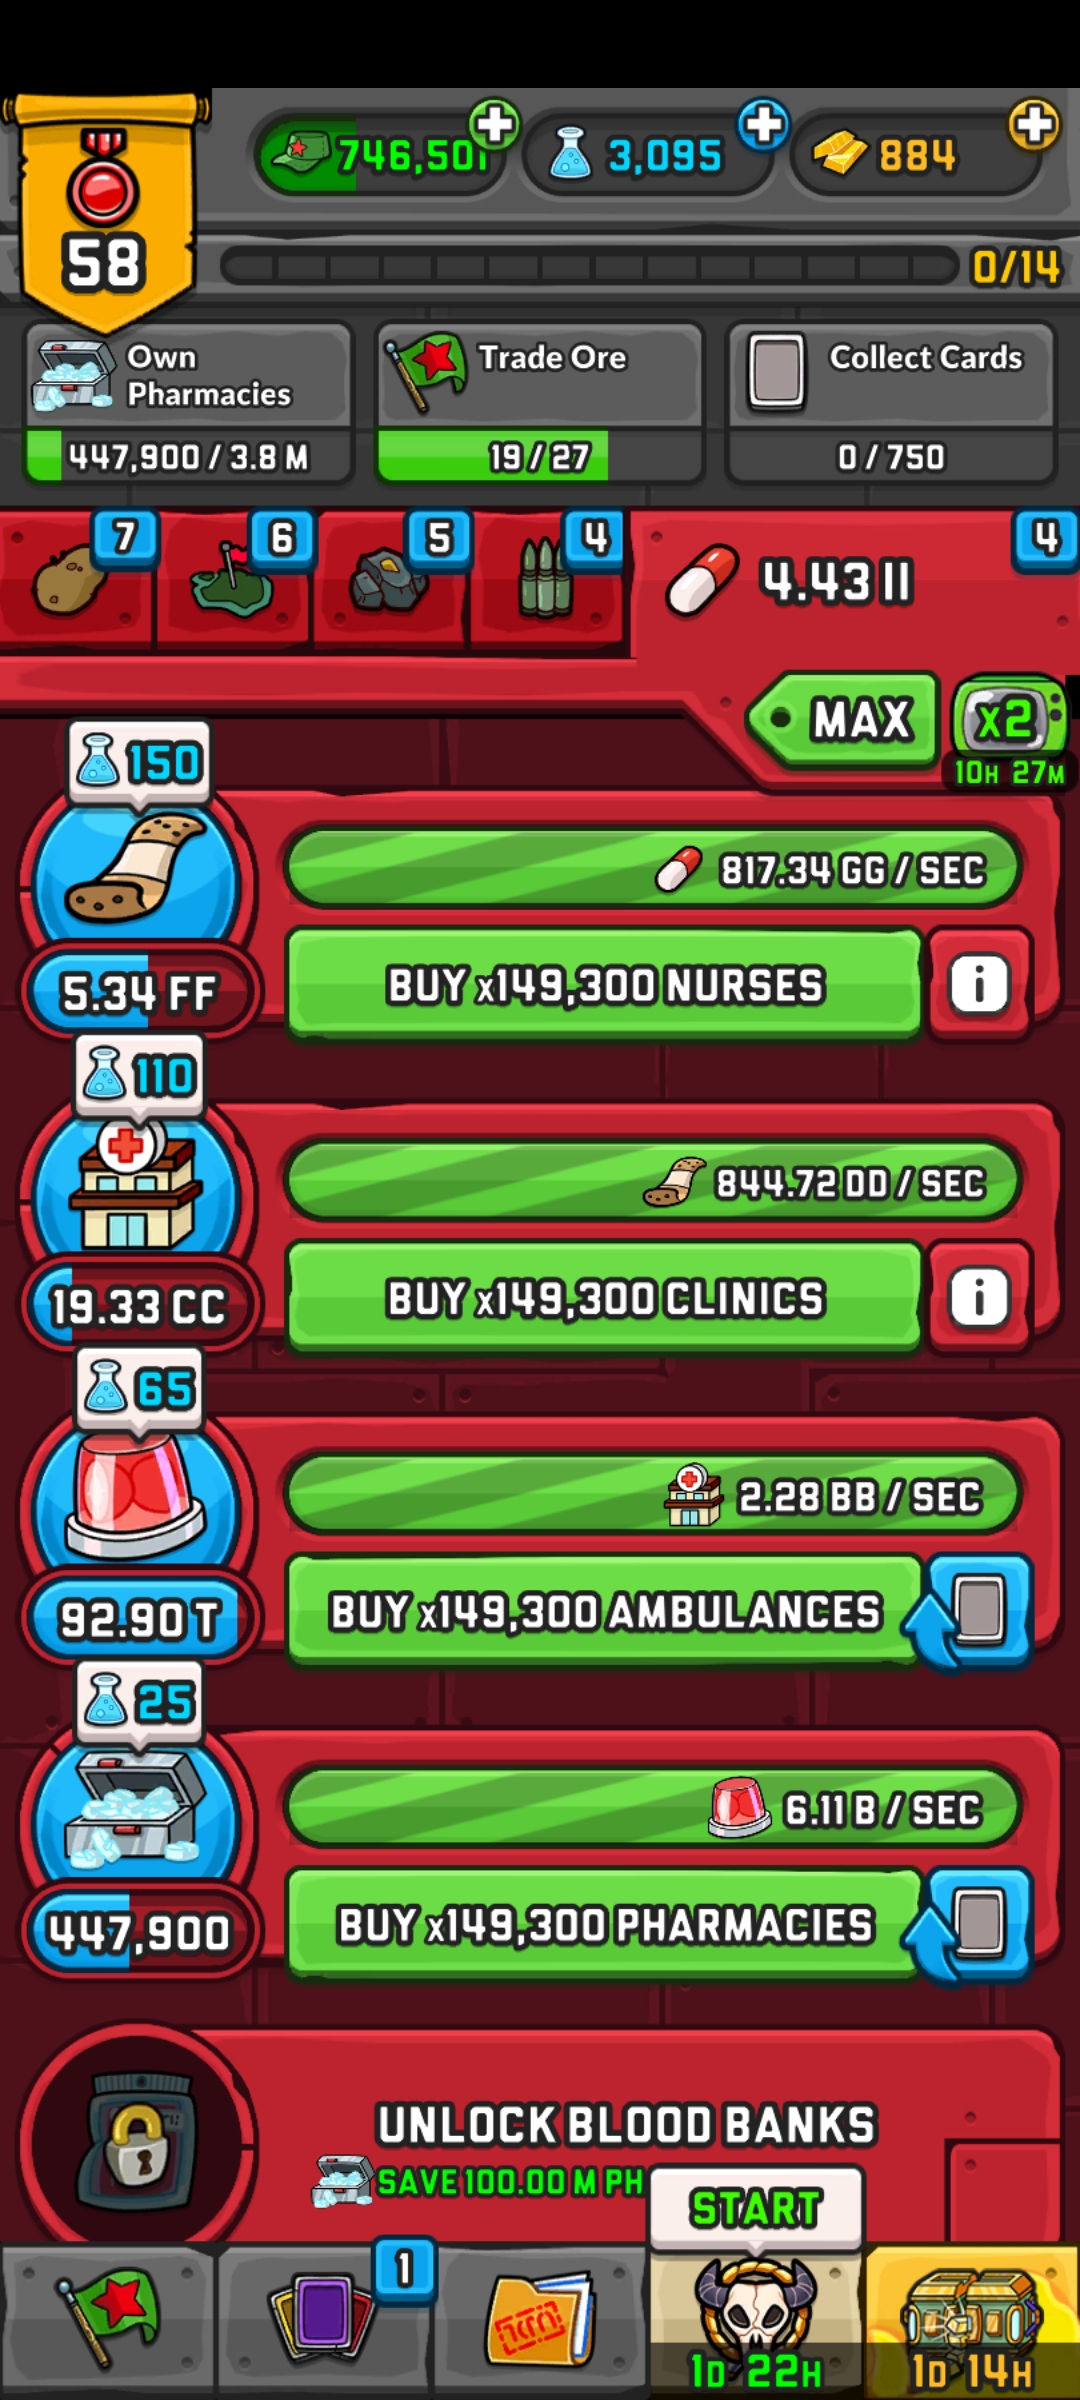 746,501
3,095
884
58
0/14
Own
Pharmacies
Trade Ore
Collect Cards
447,900 / 3.8 M
19 / 27
0 / 750
7
6
5
4
4.43 II
4
MAX
x2
10H 27M
150
817.34 GG / SEC
5.34 FF
BUY x149,300 NURSES
i
110
844.72 DD / SEC
19.33 CC
BUY x149,300 CLINICS
i
65
2.28 BB / SEC
92.90 T
BUY x149,300 AMBULANCES
25
6.11 B / SEC
447,900
BUY x149,300 PHARMACIES
UNLOCK BLOOD BANKS
SAVE 100.00 M PH
START
1
1D 22H
1D 14H